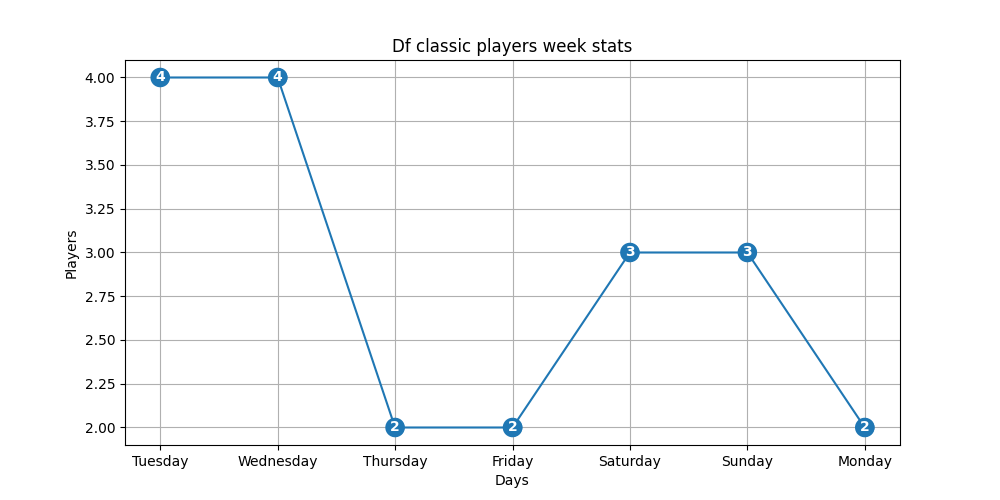 Df classic players week stats
4.00
3.75
3.50
3.25
3.00
2.75
2.50
2.25
2.00
Players
4
4
2
2
3
3
2
Tuesday
Wednesday
Thursday
Friday
Saturday
Sunday
Monday
Days